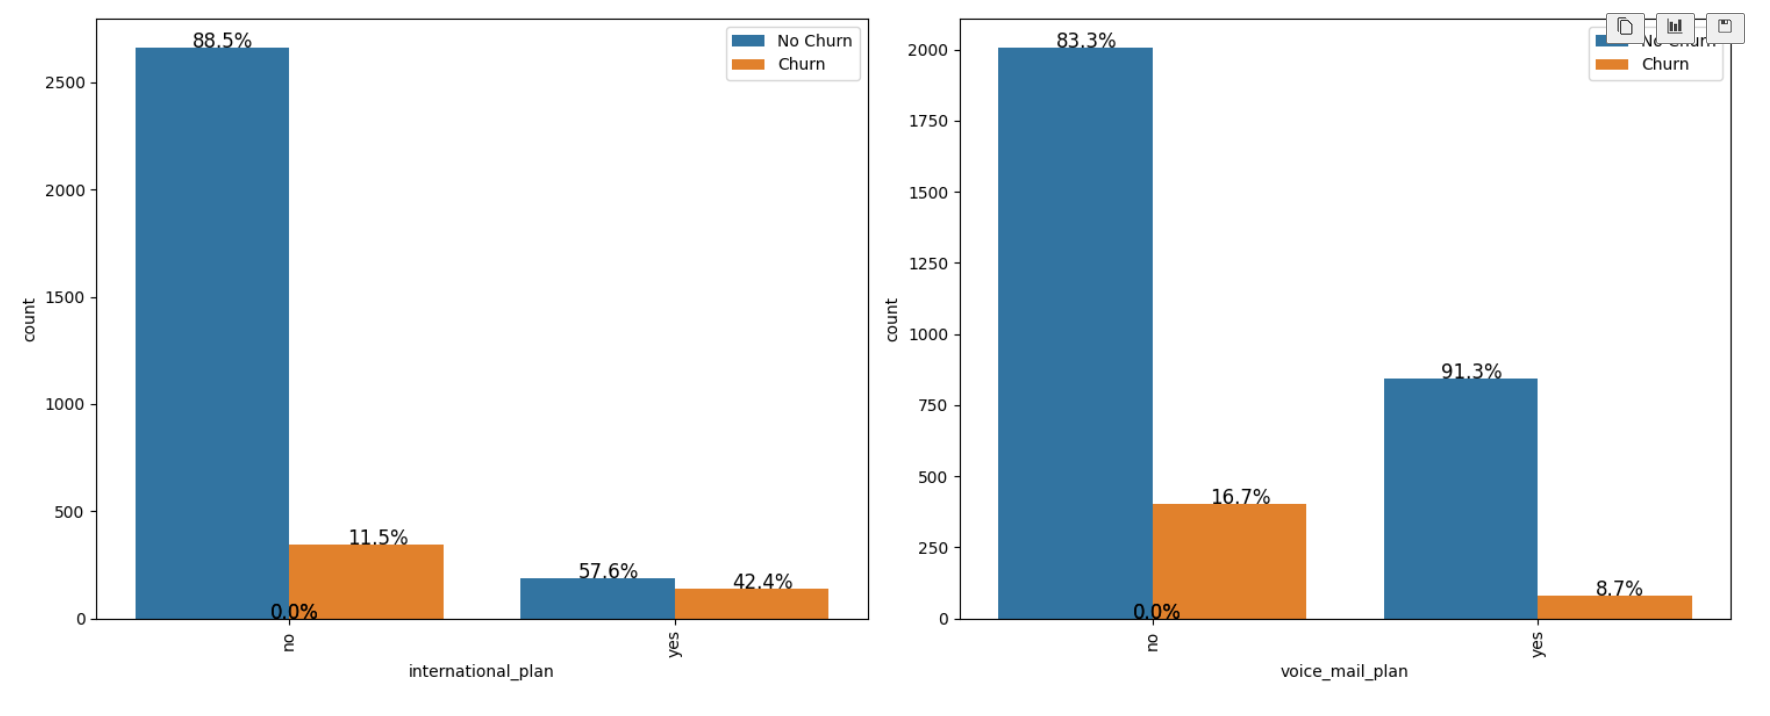 88.5%
No Churn
Churn
2500
2000
1500
1000
500
0
count
11.5%
57.6%
42.4%
0.0%
no
yes
international_plan
83.3%
No Churn
Churn
2000
1750
1500
1250
1000
750
500
250
0
count
91.3%
16.7%
8.7%
0.0%
no
yes
voice_mail_plan